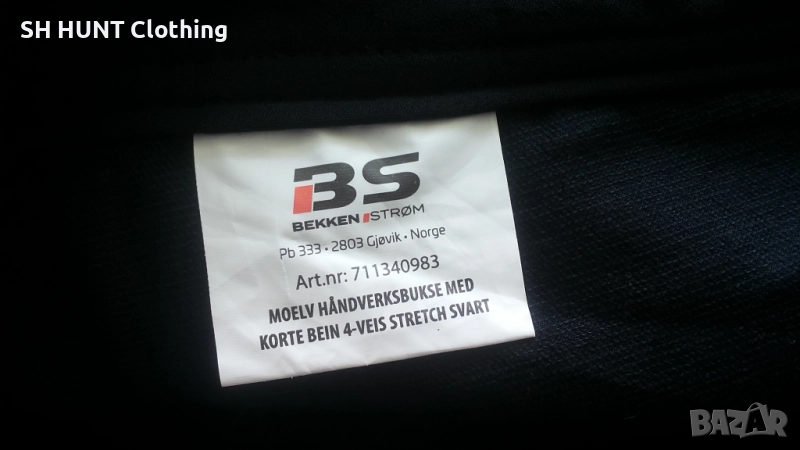 SH HUNT Clothing
BS
BEKKEN STRØM
Pb 333 · 2803 Gjøvik · Norge
Art.nr: 711340983
MOELV HÅNDVERKSBUKSE MED
KORTE BEIN 4-VEIS STRETCH SVART
BAZAR